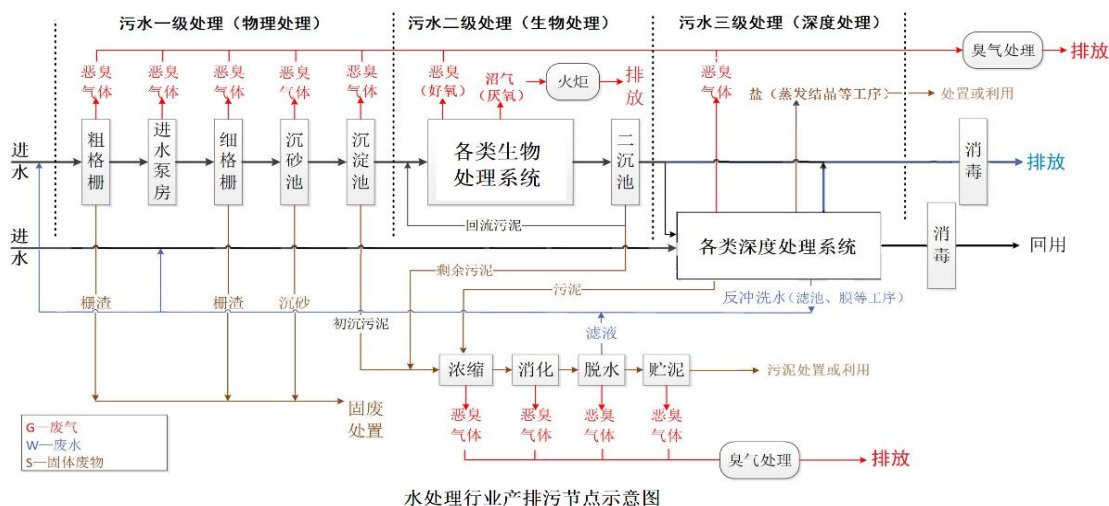 污水一级处理（物理处理）
污水二级处理（生物处理）
污水三级处理（深度处理）
臭气处理
排放
恶臭
气体
恶臭
气体
恶臭
气体
恶臭
气体
恶臭
气体
恶臭
（好氧）
沼气
（厌氧）
火炬
排
放
恶臭
气体
盐（蒸发结晶等工序）
处置或利用
进
水
粗格栅
进水泵房
细格栅
沉砂池
沉淀池
各类生物
处理系统
二沉池
消毒
排放
回流污泥
进
水
各类深度处理系统
消毒
回用
剩余污泥
污泥
反冲洗水（滤池、膜等工序）
栅渣
栅渣
沉砂
初沉污泥
滤液
浓缩
消化
脱水
贮泥
污泥处置或利用
固废
处置
恶臭
气体
恶臭
气体
恶臭
气体
恶臭
气体
臭气处理
排放
G—废气
W—废水
S—固体废物
水处理行业产排污节点示意图